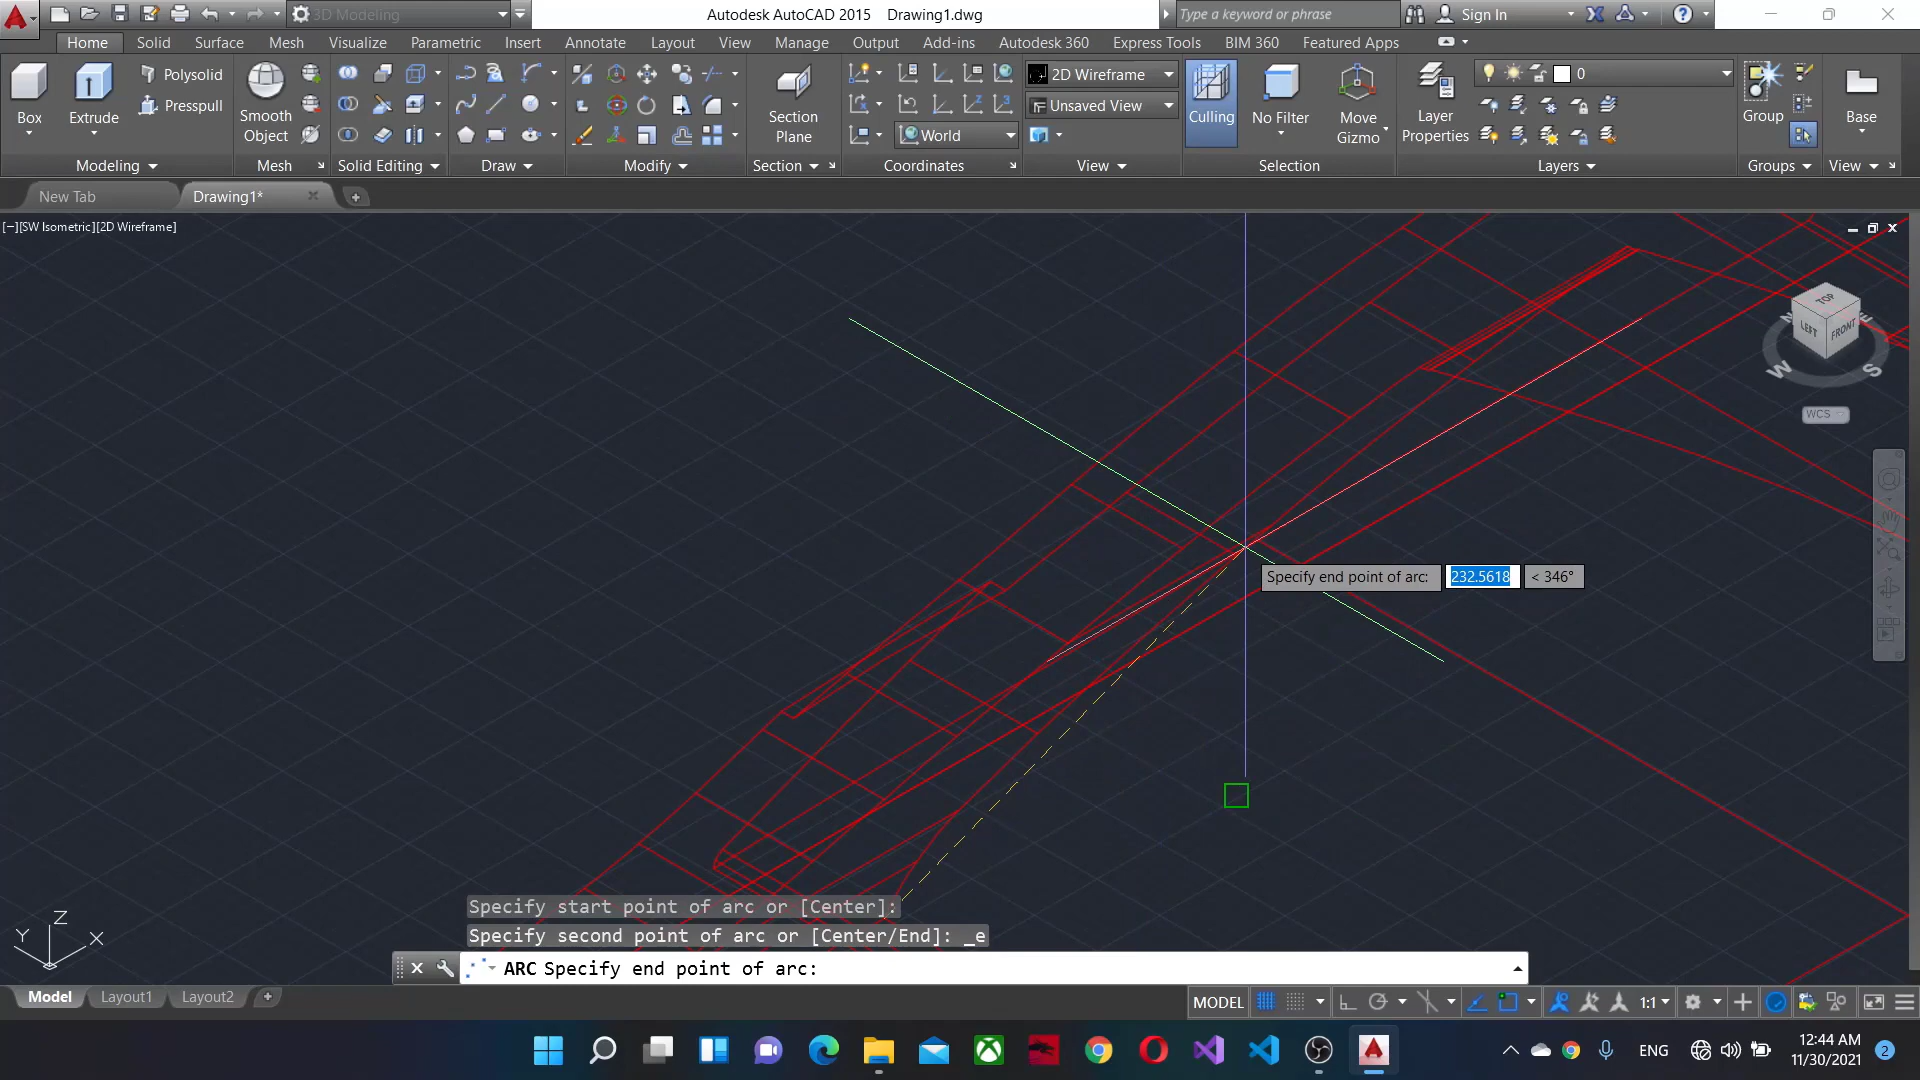 3D Modeling
Autodesk AutoCAD 2015 Drawing1.dwg
Type a keyword or phrase
Sign In
Home Solid Surface Mesh Visualize Parametric Insert Annotate Layout View Manage Output Add-ins Autodesk 360 Express Tools BIM 360 Featured Apps
Box
Extrude
Polysolid
Presspull
Smooth
Object
Section
Plane
World
2D Wireframe
Unsaved View
Culling
No Filter
Move
Gizmo
Layer
Properties
0
Group
Base
Modeling Mesh Solid Editing Draw Modify Section Coordinates View Selection Layers Groups View
New Tab Drawing1*
[−][SW Isometric][2D Wireframe]
TOP
LEFT FRONT
W S
WCS
Specify end point of arc: 232.5618 < 346°
Z
Y X
Specify start point of arc or [Center]:
Specify second point of arc or [Center/End]: _e
ARC Specify end point of arc:
Model Layout1 Layout2
MODEL 1:1
ENG
12:44 AM
11/30/2021
2